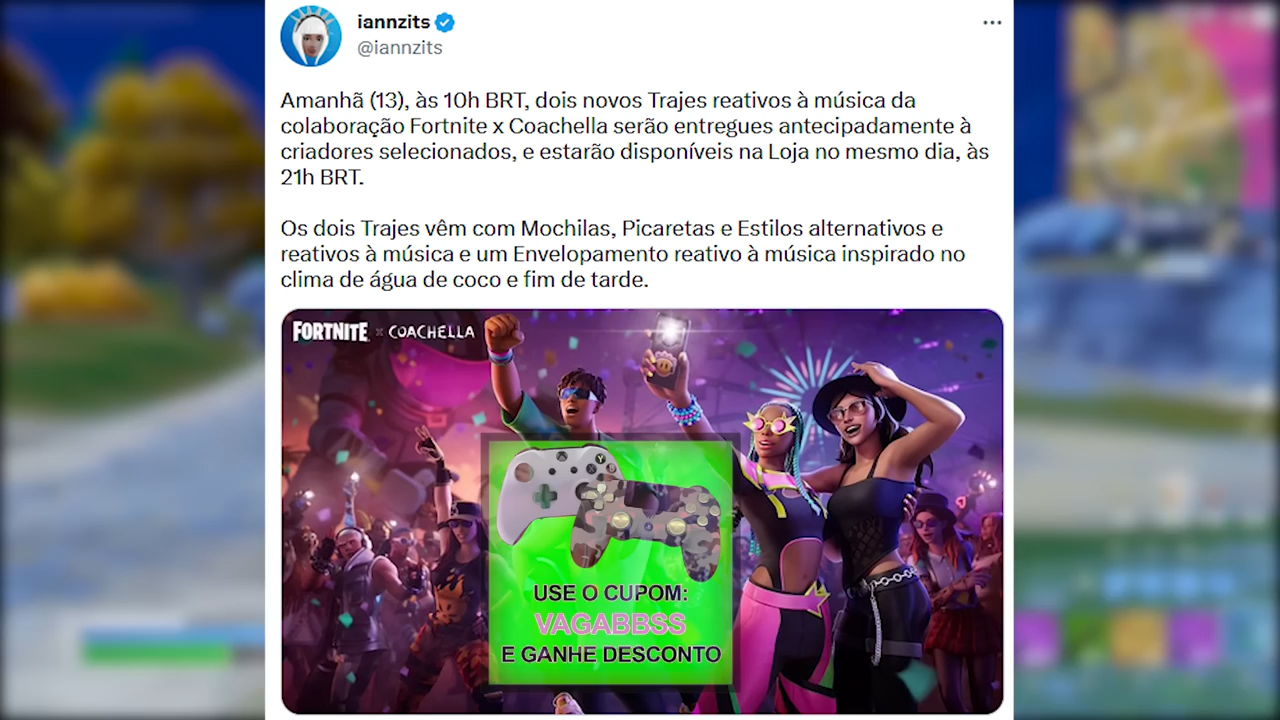 iannzits
@iannzits
Amanhã (13), às 10h BRT, dois novos Trajes reativos à música da
colaboração Fortnite x Coachella serão entregues antecipadamente à
criadores selecionados, e estarão disponíveis na Loja no mesmo dia, às
21h BRT.
Os dois Trajes vêm com Mochilas, Picaretas e Estilos alternativos e
reativos à música e um Envelopamento reativo à música inspirado no
clima de água de coco e fim de tarde.
FORTNITE x COACHELLA
USE O CUPOM:
VAGABBSS
E GANHE DESCONTO